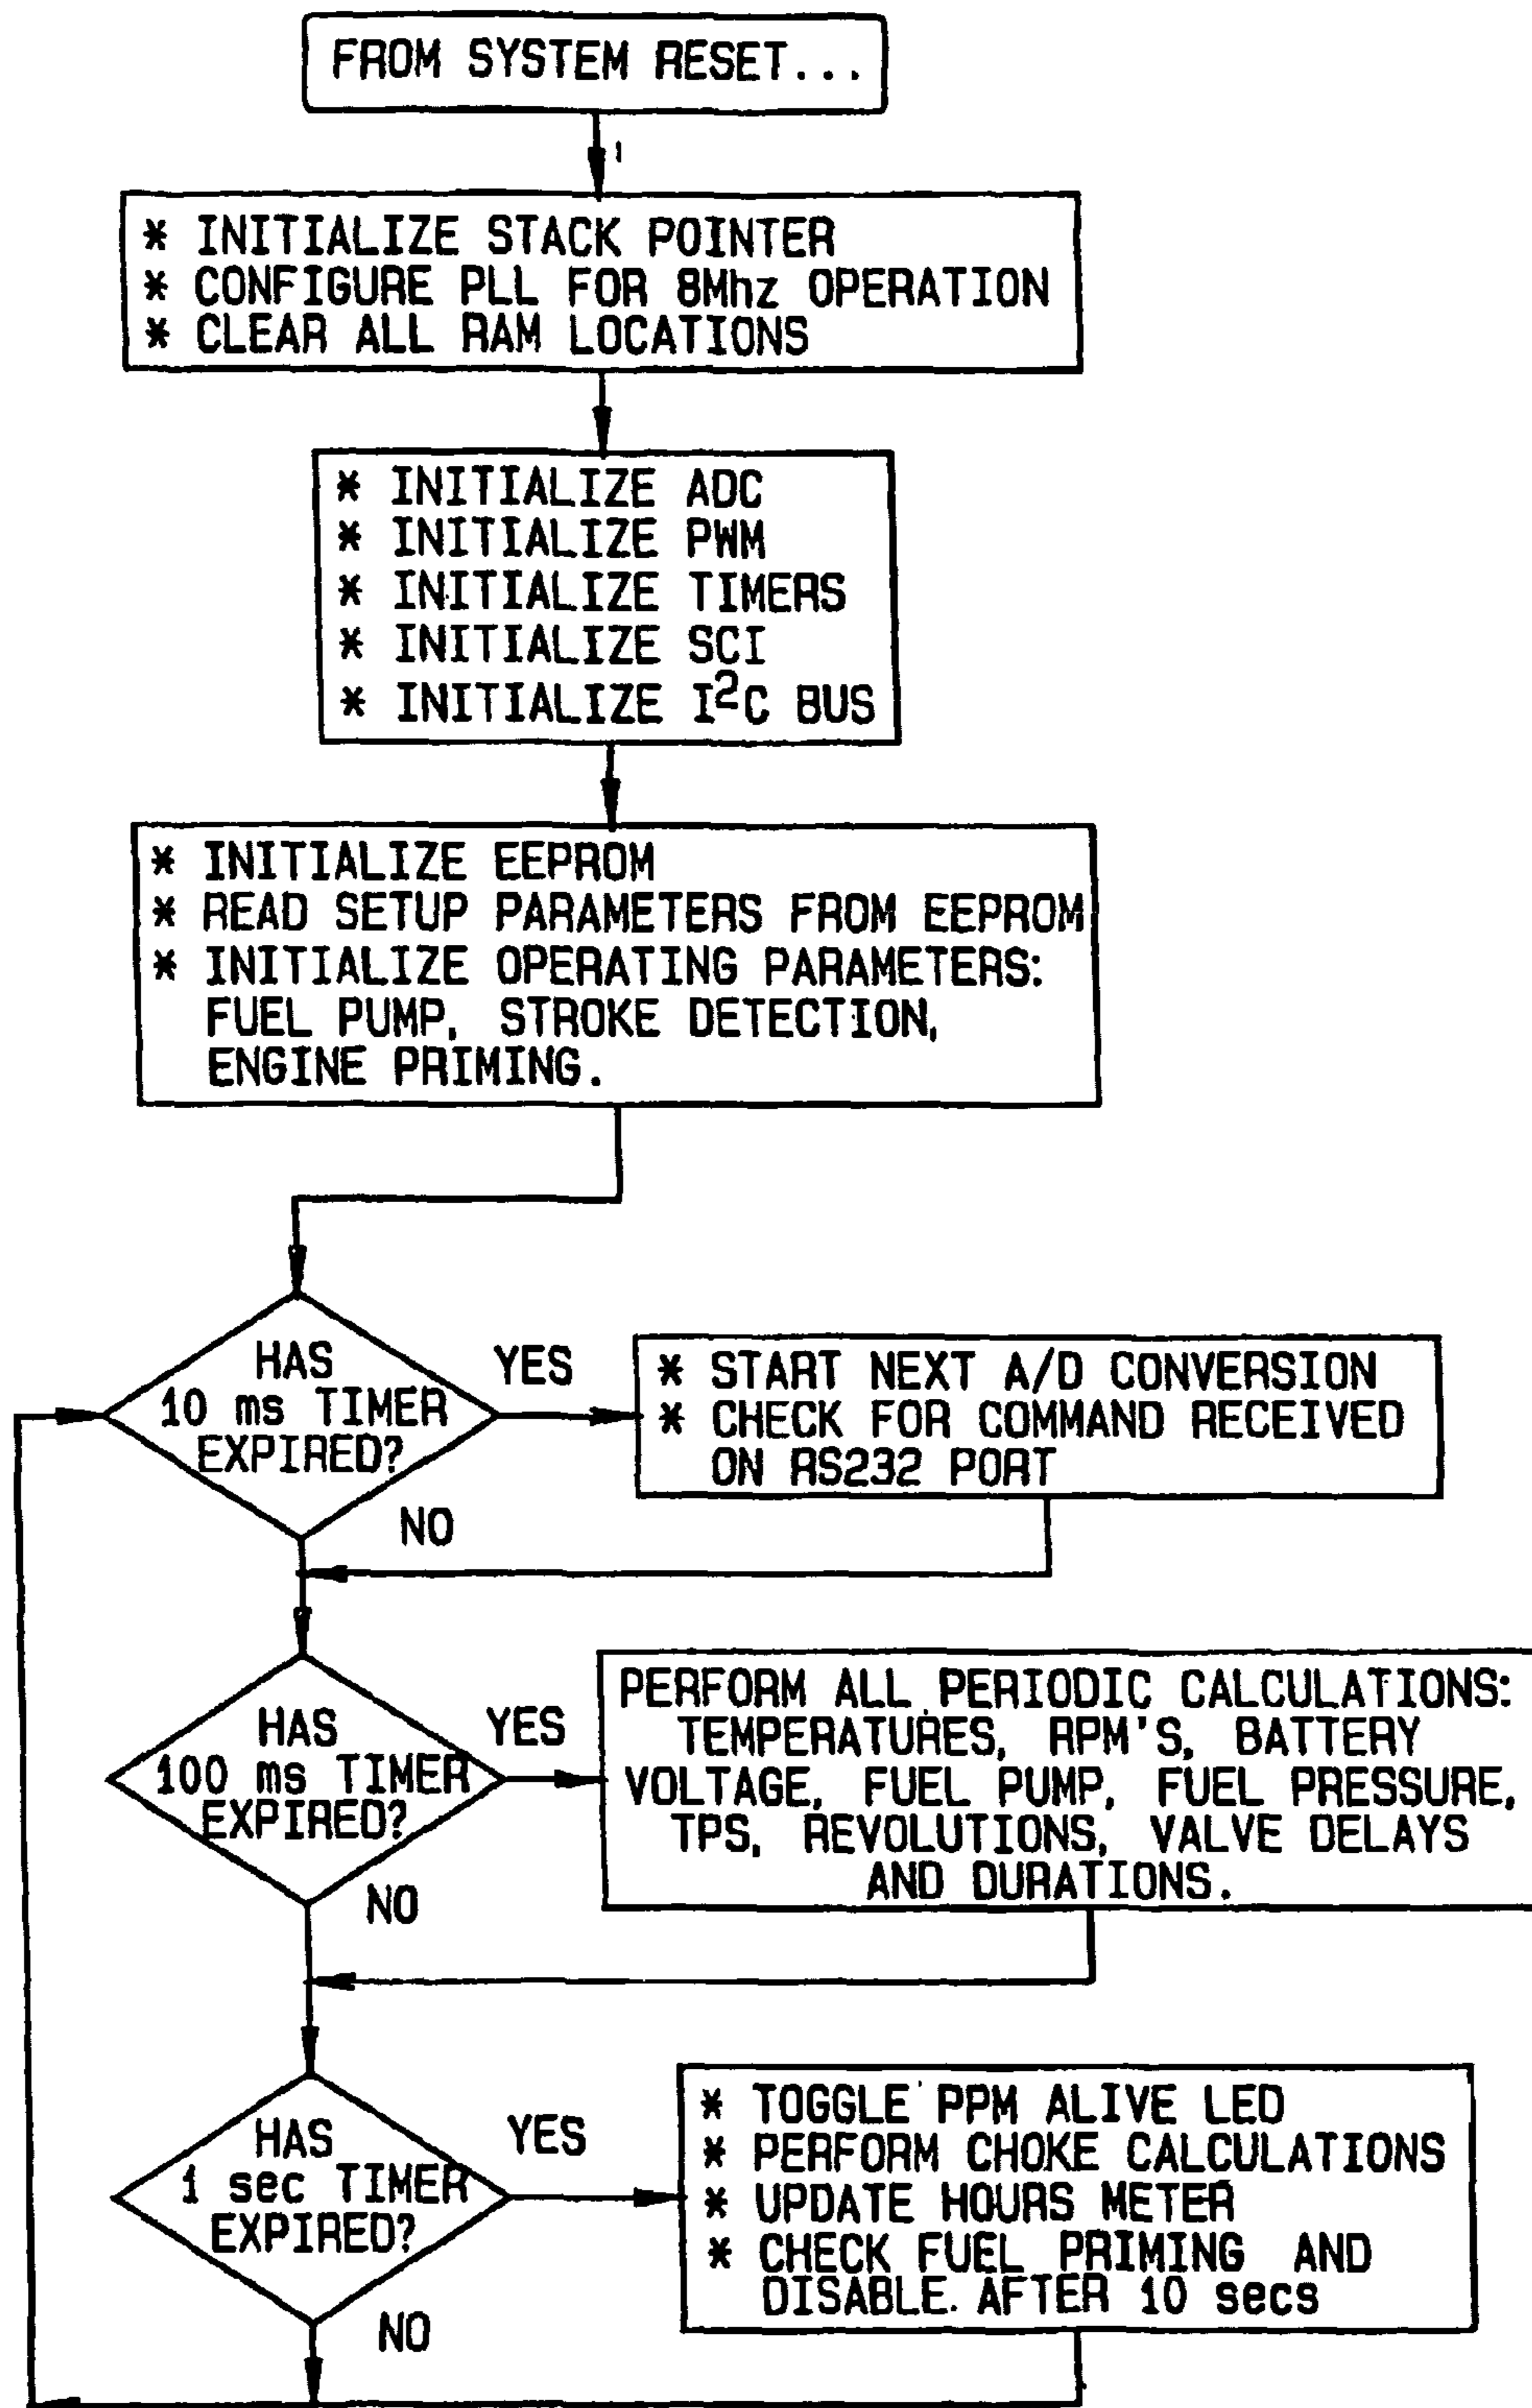 FROM SYSTEM RESET...
* INITIALIZE STACK POINTER
* CONFIGURE PLL FOR 8Mhz OPERATION
* CLEAR ALL RAM LOCATIONS
* INITIALIZE ADC
* INITIALIZE PWM
* INITIALIZE TIMERS
* INITIALIZE SCI
* INITIALIZE I²C BUS
* INITIALIZE EEPROM
* READ SETUP PARAMETERS FROM EEPROM
* INITIALIZE OPERATING PARAMETERS:
FUEL PUMP, STROKE DETECTION,
ENGINE PRIMING.
HAS
10 ms TIMER
EXPIRED?
YES
NO
* START NEXT A/D CONVERSION
* CHECK FOR COMMAND RECEIVED
ON RS232 PORT
HAS
100 ms TIMER
EXPIRED?
YES
NO
PERFORM ALL PERIODIC CALCULATIONS:
TEMPERATURES, RPM'S, BATTERY
VOLTAGE, FUEL PUMP, FUEL PRESSURE,
TPS, REVOLUTIONS, VALVE DELAYS
AND DURATIONS.
HAS
1 sec TIMER
EXPIRED?
YES
NO
* TOGGLE PPM ALIVE LED
* PERFORM CHOKE CALCULATIONS
* UPDATE HOURS METER
* CHECK FUEL PRIMING AND
DISABLE AFTER 10 secs